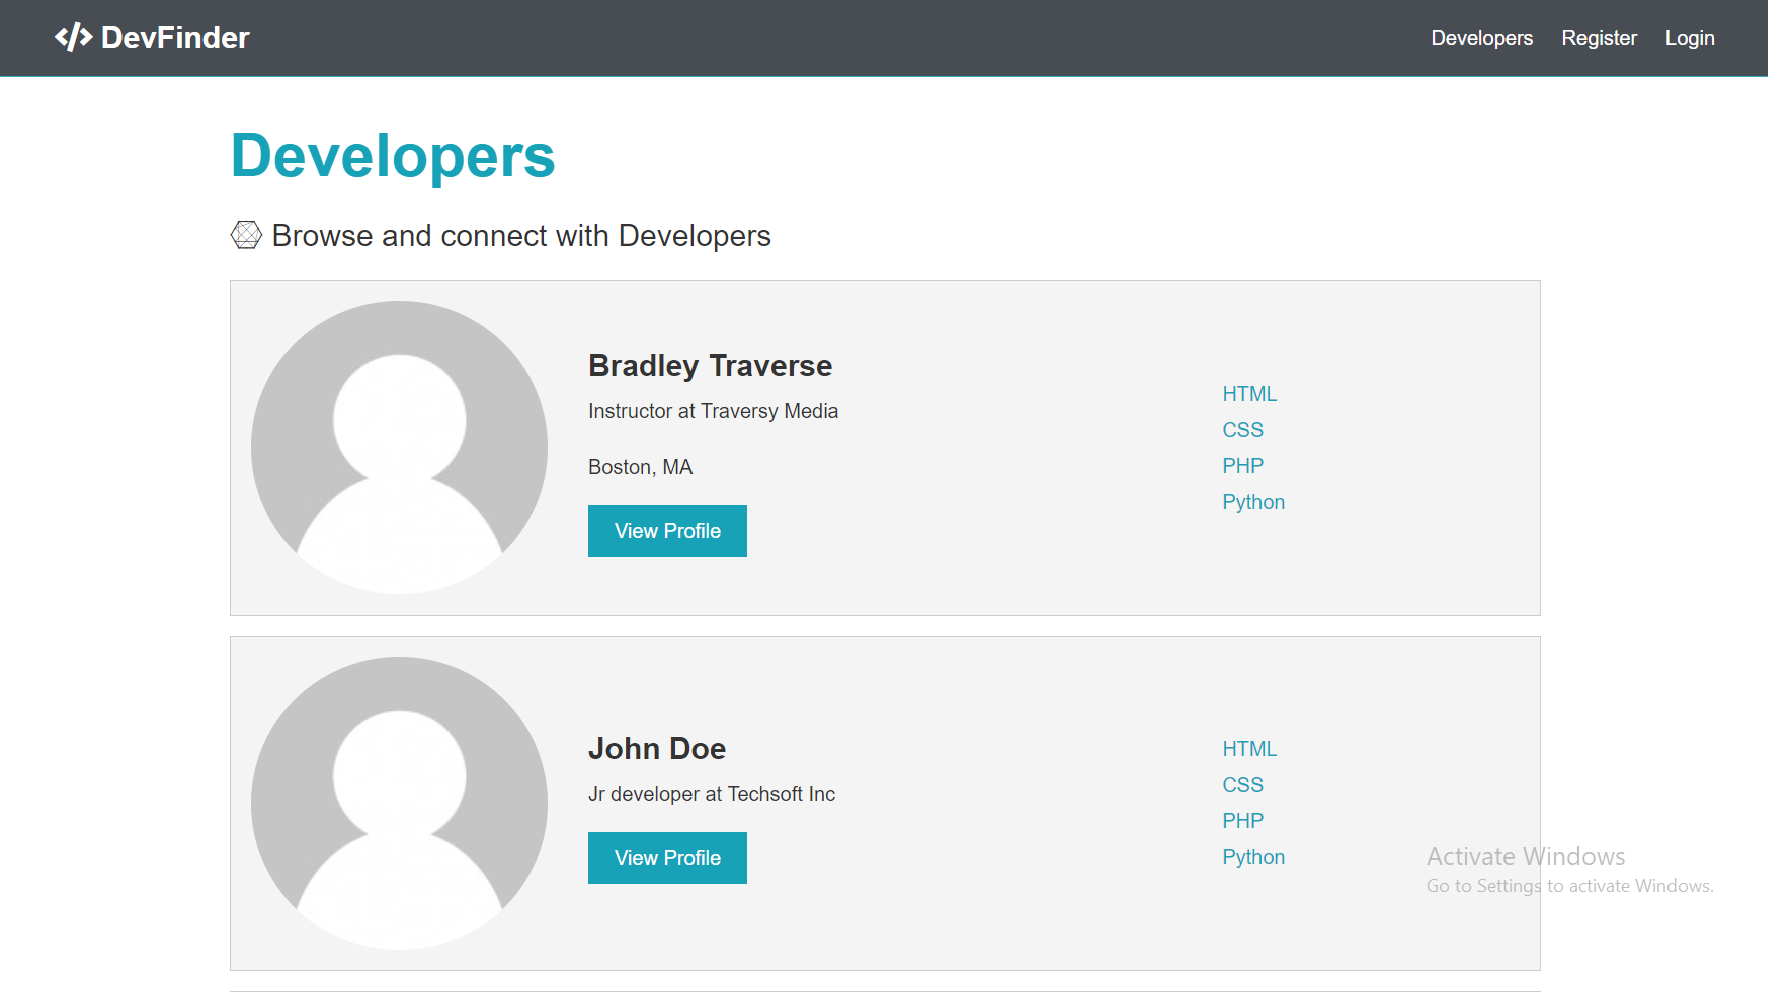 </> DevFinder
Developers Register Login
Developers
Browse and connect with Developers
Bradley Traverse
Instructor at Traversy Media
Boston, MA
View Profile
HTML
CSS
PHP
Python
John Doe
Jr developer at Techsoft Inc
View Profile
HTML
CSS
PHP
Python
Activate Windows
Go to Settings to activate Windows.